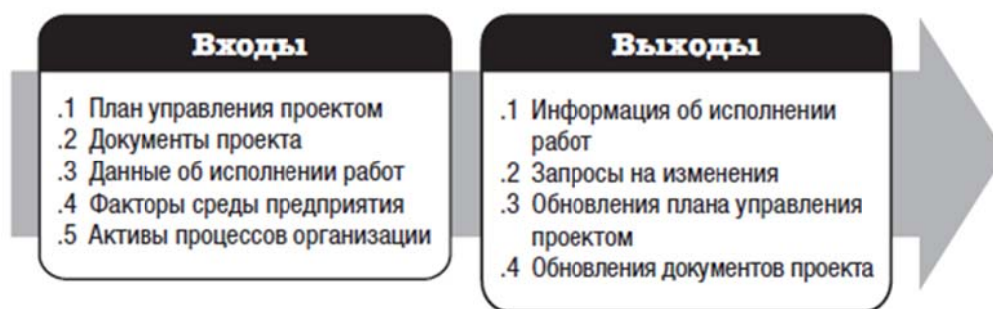 Входы
.1 План управления проектом
.2 Документы проекта
.3 Данные об исполнении работ
.4 Факторы среды предприятия
.5 Активы процессов организации
Выходы
.1 Информация об исполнении
работ
.2 Запросы на изменения
.3 Обновления плана управления
проектом
.4 Обновления документов проекта